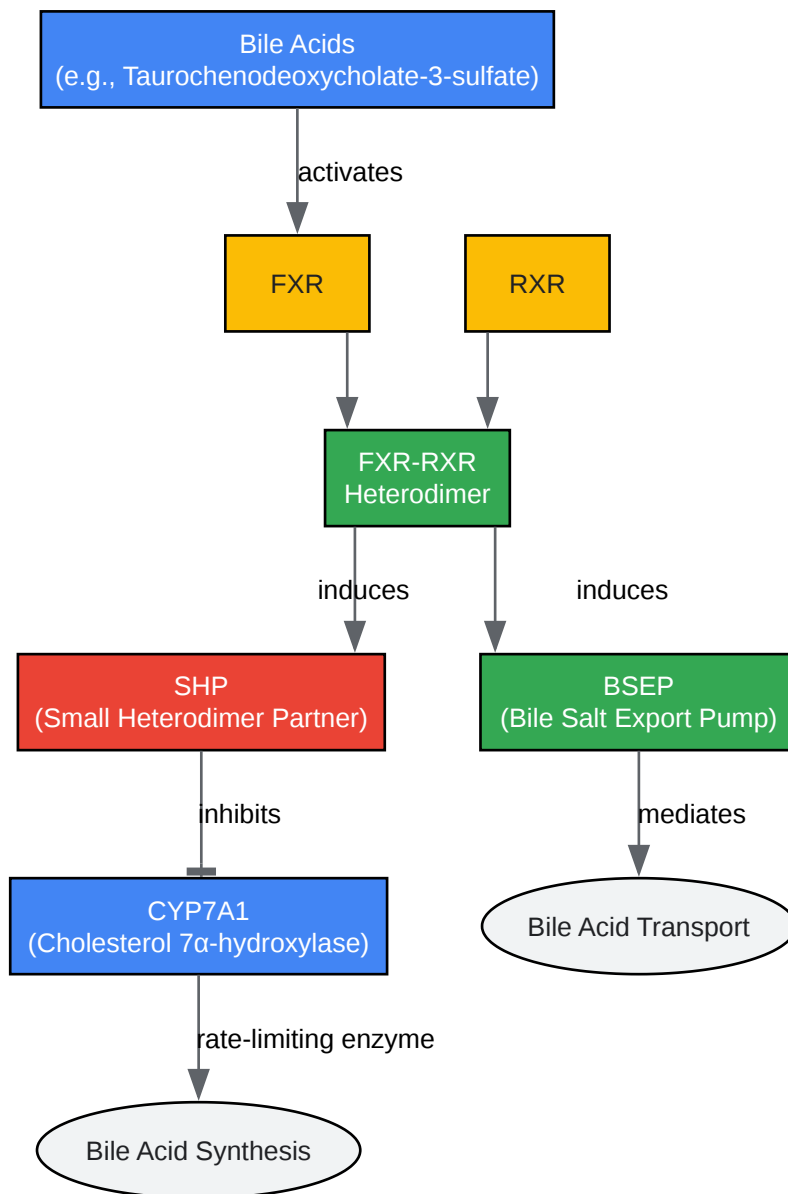 Bile Acids
(e.g., Taurochenodeoxycholate-3-sulfate)
activates
FXR
RXR
FXR-RXR
Heterodimer
induces
induces
SHP
(Small Heterodimer Partner)
BSEP
(Bile Salt Export Pump)
inhibits
mediates
CYP7A1
(Cholesterol 7α-hydroxylase)
Bile Acid Transport
rate-limiting enzyme
Bile Acid Synthesis